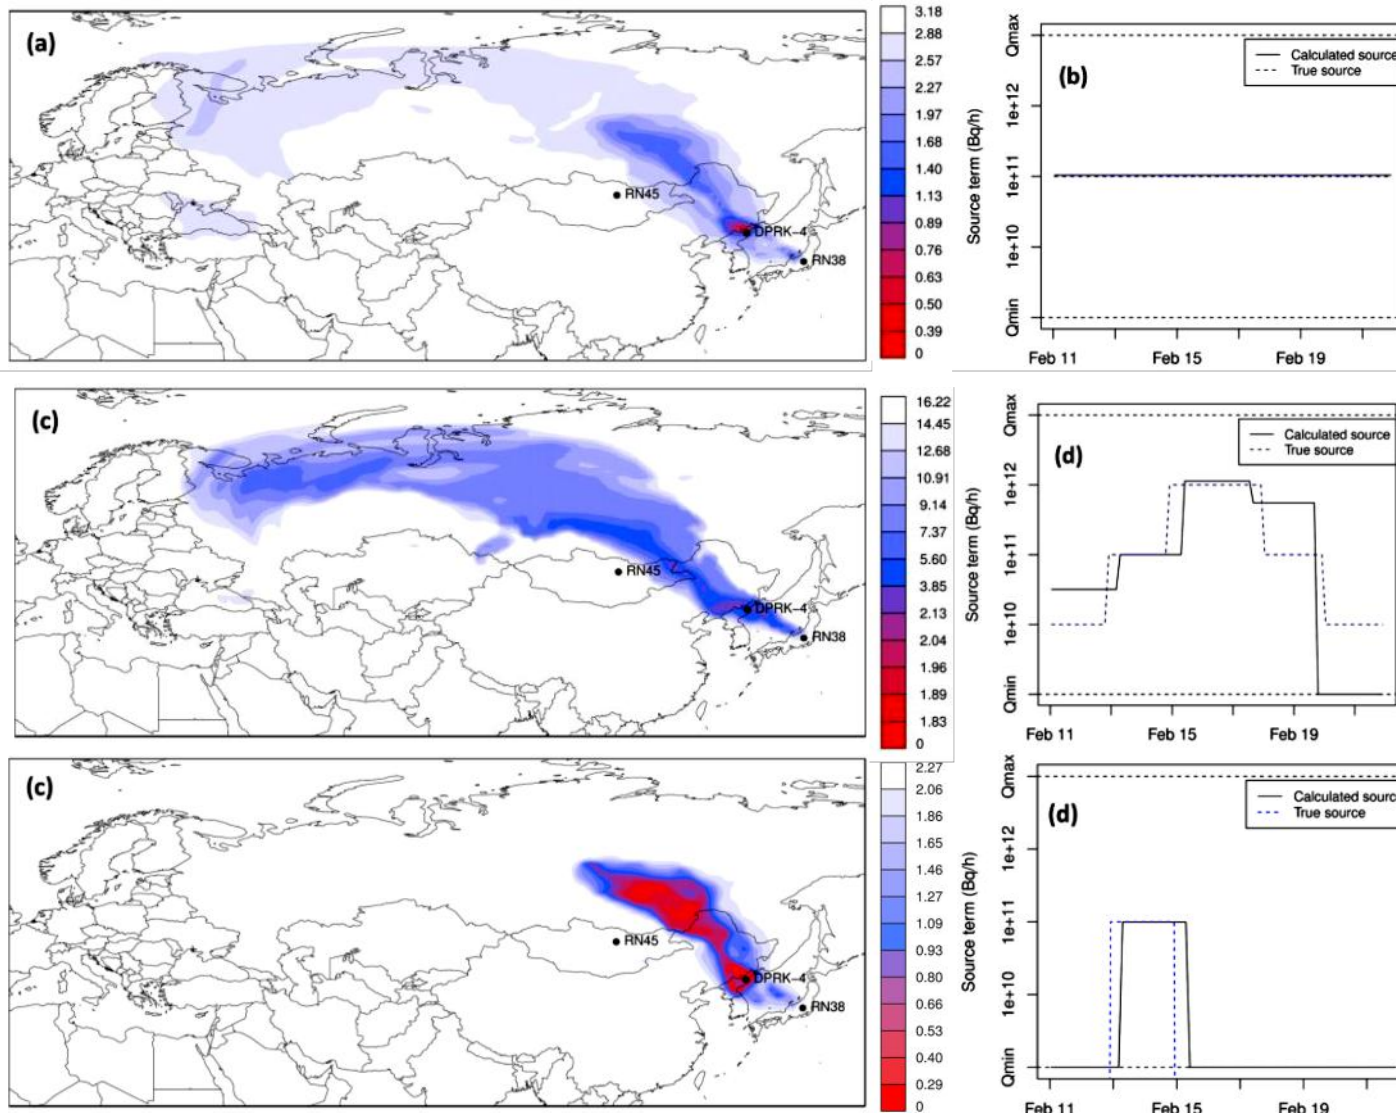 (a)
RN45
DPRK-4
RN38
3.18
2.88
2.57
2.27
1.97
1.68
1.40
1.13
0.89
0.76
0.63
0.50
0.39
0
(b)
Source term (Bq/h)
Qmax
1e+12
1e+11
1e+10
Qmin
Calculated source
True source
Feb 11
Feb 15
Feb 19
(c)
RN45
DPRK-4
RN38
16.22
14.45
12.68
10.91
9.14
7.37
5.60
3.85
2.13
2.04
1.96
1.89
1.83
0
(d)
Source term (Bq/h)
Qmax
1e+12
1e+11
1e+10
Qmin
Calculated source
True source
Feb 11
Feb 15
Feb 19
(c)
RN45
DPRK-4
RN38
2.27
2.06
1.86
1.65
1.46
1.27
1.09
0.93
0.80
0.66
0.53
0.40
0.29
0
(d)
Source term (Bq/h)
Qmax
1e+12
1e+11
1e+10
Qmin
Calculated source
True source
Feb 11
Feb 15
Feb 19